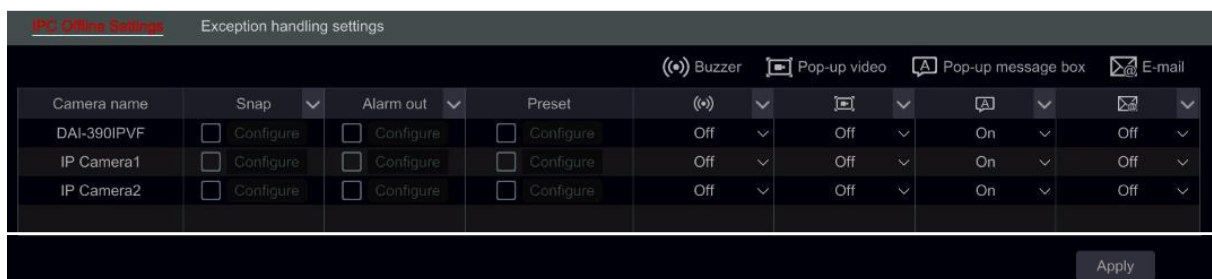 IPC Offline Settings Exception handling settings
Buzzer Pop-up video A Pop-up message box E-mail
Camera name Snap Alarm out Preset A
DAI-390IPVF Configure Configure Configure Off Off On Off
IP Camera1 Configure Configure Configure Off Off On Off
IP Camera2 Configure Configure Configure Off Off On Off
Apply